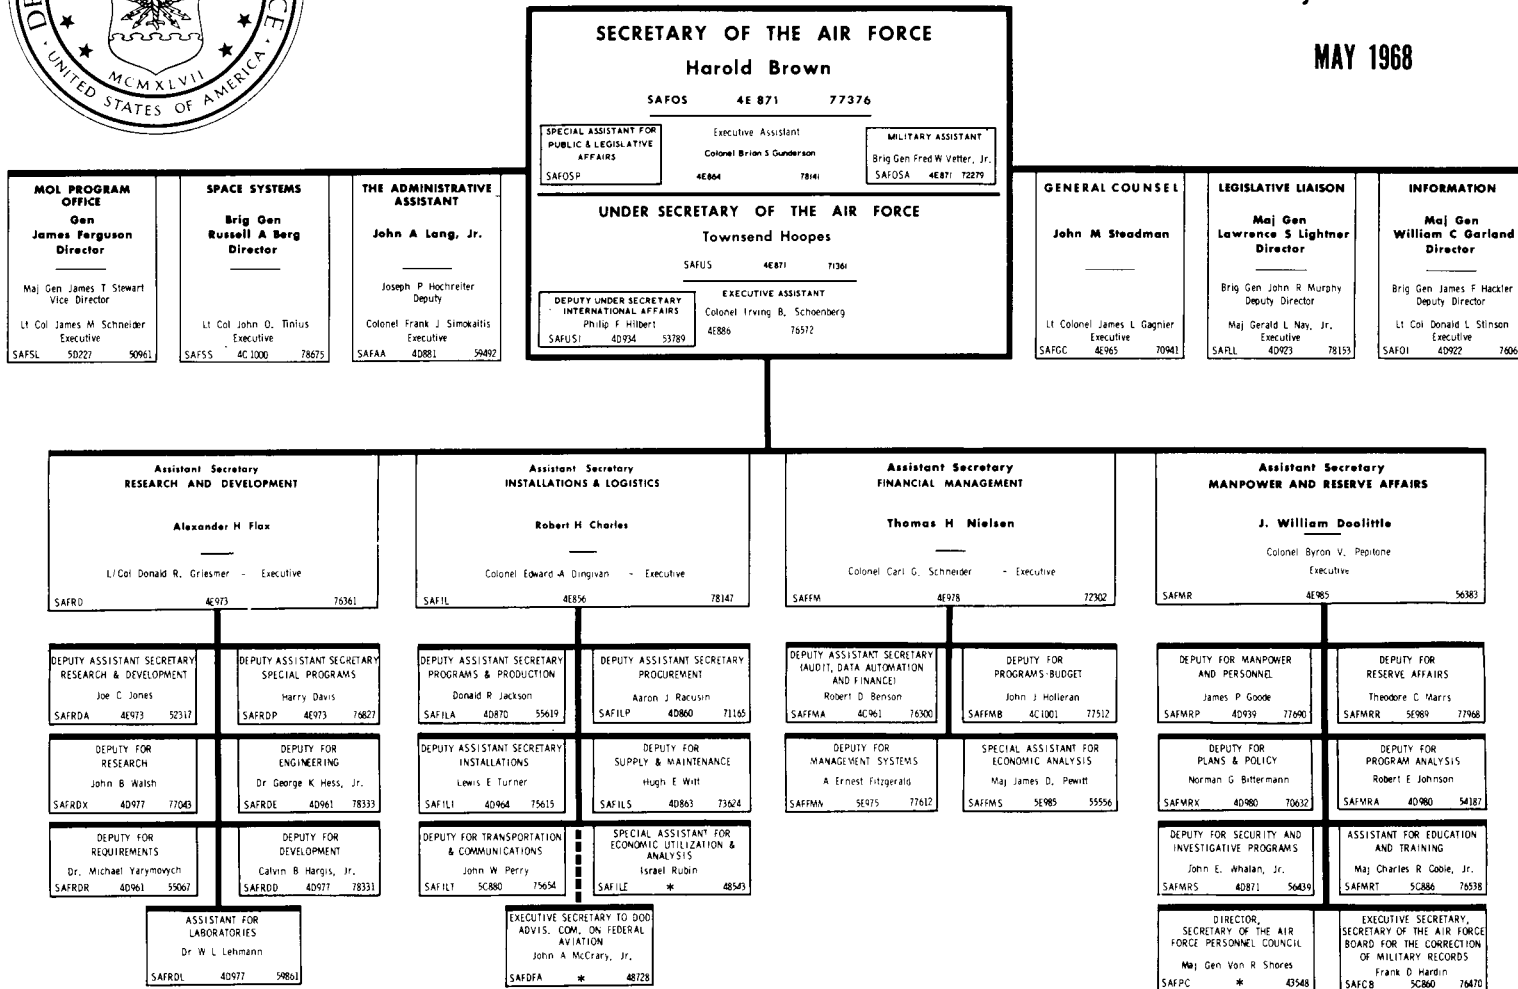 UNITED STATES OF AMERICA
MCMXLVII
MAY 1968
SECRETARY OF THE AIR FORCE
Harold Brown
SAFOS 4E 871 77376
SPECIAL ASSISTANT FOR
PUBLIC & LEGISLATIVE
AFFAIRS
SAFOSP
Executive Assistant
Colonel Brian S Gunderson
4E864 78141
MILITARY ASSISTANT
Brig Gen Fred W Vetter, Jr.
SAFOSA 4E871 72279
UNDER SECRETARY OF THE AIR FORCE
Townsend Hoopes
SAFUS 4E871 71361
DEPUTY UNDER SECRETARY
INTERNATIONAL AFFAIRS
Philip F Hilbert
SAFUSI 4D934 53789
EXECUTIVE ASSISTANT
Colonel Irving B. Schoenberg
4E886 76572
MOL PROGRAM
OFFICE
Gen
James Ferguson
Director
Maj Gen James T Stewart
Vice Director
Lt Col James M Schneider
Executive
SAFSL 5D227 50961
SPACE SYSTEMS
Brig Gen
Russell A Berg
Director
Lt Col John O. Tinius
Executive
SAFSS 4C1000 78675
THE ADMINISTRATIVE
ASSISTANT
John A Lang, Jr.
Joseph P Hochreiter
Deputy
Colonel Frank J Simokaitis
Executive
SAFAA 4D881 59492
GENERAL COUNSEL
John M Steadman
Lt Colonel James L Gagnier
Executive
SAFGC 4E965 70941
LEGISLATIVE LIAISON
Maj Gen
Lawrence S Lightner
Director
Brig Gen John R Murphy
Deputy Director
Maj Gerald L Nay, Jr.
Executive
SAFLL 4D923 78153
INFORMATION
Maj Gen
William C Garland
Director
Brig Gen James F Hackler
Deputy Director
Lt Col Donald L Stinson
Executive
SAFOI 4D922 7606
Assistant Secretary
RESEARCH AND DEVELOPMENT
Alexander H Flax
L/Col Donald R. Griesmer - Executive
SAFRD 4E973 76361
Assistant Secretary
INSTALLATIONS & LOGISTICS
Robert H Charles
Colonel Edward A Dingivan - Executive
SAFIL 4E856 78147
Assistant Secretary
FINANCIAL MANAGEMENT
Thomas H Nielsen
Colonel Carl G. Schneider - Executive
SAFFM 4E978 72302
Assistant Secretary
MANPOWER AND RESERVE AFFAIRS
J. William Doolittle
Colonel Byron V. Pepitone
Executive
SAFMR 4E985 56383
DEPUTY ASSISTANT SECRETARY
RESEARCH & DEVELOPMENT
Joe C Jones
SAFRDA 4E973 52317
DEPUTY ASSISTANT SECRETARY
SPECIAL PROGRAMS
Harry Davis
SAFRDP 4E973 76827
DEPUTY FOR
RESEARCH
John B Walsh
SAFRDX 4D977 77043
DEPUTY FOR
ENGINEERING
Dr George K Hess, Jr.
SAFRDE 4D961 78333
DEPUTY FOR
REQUIREMENTS
Dr. Michael Yarymovych
SAFRDR 4D961 55067
DEPUTY FOR
DEVELOPMENT
Calvin B Hargis, Jr.
SAFRDD 4D977 78331
ASSISTANT FOR
LABORATORIES
Dr W L Lehmann
SAFRDL 4D977 59861
DEPUTY ASSISTANT SECRETARY
PROGRAMS & PRODUCTION
Donald R Jackson
SAFILA 4D870 55619
DEPUTY ASSISTANT SECRETARY
PROCUREMENT
Aaron J Racusin
SAFILP 4D860 71165
DEPUTY ASSISTANT SECRETARY
INSTALLATIONS
Lewis E Turner
SAFILI 4D964 75615
DEPUTY FOR
SUPPLY & MAINTENANCE
Hugh E Witt
SAFILS 4D863 73624
DEPUTY FOR TRANSPORTATION
& COMMUNICATIONS
John W Perry
SAFILT 5C880 75654
SPECIAL ASSISTANT FOR
ECONOMIC UTILIZATION &
ANALYSIS
Israel Rubin
SAFILE * 48543
EXECUTIVE SECRETARY TO DOD
ADVIS. COM. ON FEDERAL
AVIATION
John A McCrary, Jr.
SAFDFA * 48728
DEPUTY ASSISTANT SECRETARY
(AUDIT, DATA AUTOMATION
AND FINANCE)
Robert D Benson
SAFFMA 4C961 76300
DEPUTY FOR
PROGRAMS-BUDGET
John J Holleran
SAFFMB 4C1001 77512
DEPUTY FOR
MANAGEMENT SYSTEMS
A Ernest Fitzgerald
SAFFMN 5E975 77612
SPECIAL ASSISTANT FOR
ECONOMIC ANALYSIS
Maj James D. Pewitt
SAFFMS 5E985 55556
DEPUTY FOR MANPOWER
AND PERSONNEL
James P Goode
SAFMRP 4D939 77690
DEPUTY FOR
RESERVE AFFAIRS
Theodore C Marrs
SAFMRR 5E989 77968
DEPUTY FOR
PLANS & POLICY
Norman G Bittermann
SAFMRX 4D980 70632
DEPUTY FOR
PROGRAM ANALYSIS
Robert E Johnson
SAFMRA 4D980 54187
DEPUTY FOR SECURITY AND
INVESTIGATIVE PROGRAMS
John E. Whalan, Jr.
SAFMRS 4D871 56439
ASSISTANT FOR EDUCATION
AND TRAINING
Maj Charles R Coble, Jr.
SAFMRT 5C886 76538
DIRECTOR,
SECRETARY OF THE AIR
FORCE PERSONNEL COUNCIL
Maj Gen Von R Shores
SAFPC * 43548
EXECUTIVE SECRETARY,
SECRETARY OF THE AIR FORCE
BOARD FOR THE CORRECTION
OF MILITARY RECORDS
Frank D Hardin
SAFCB 5C860 76470